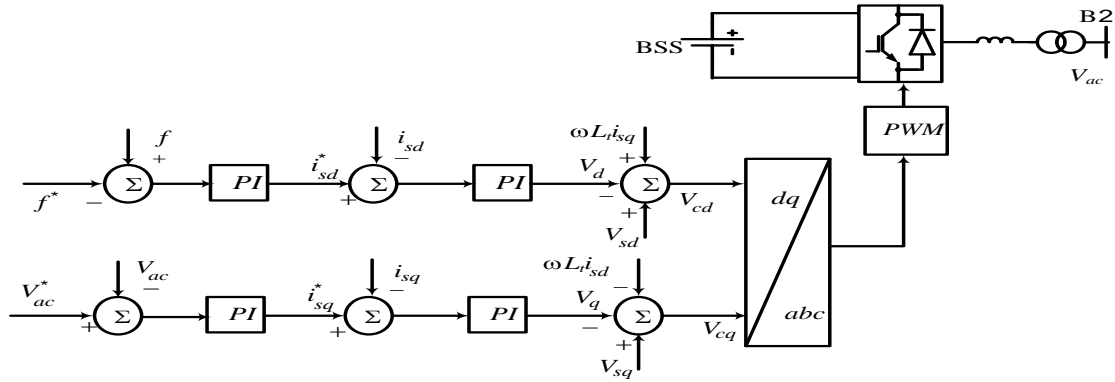 B2
BSS
+
-
V_ac
PWM
f
+
i_sd
-
ωL_t i_sq
+
f*
-
Σ
PI
i*_sd
+
Σ
PI
V_d
-
Σ
+
V_sd
V_cd
dq
abc
V_ac
-
i_sq
-
ωL_t i_sd
-
V*_ac
+
Σ
PI
i*_sq
+
Σ
PI
V_q
-
Σ
+
V_sq
V_cq